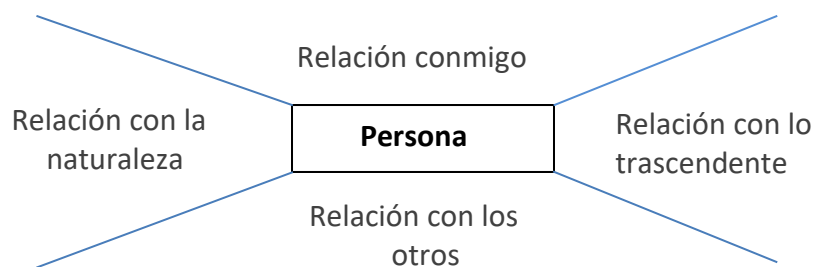 Relación conmigo
Relación con la
naturaleza
Persona
Relación con lo
trascendente
Relación con los
otros